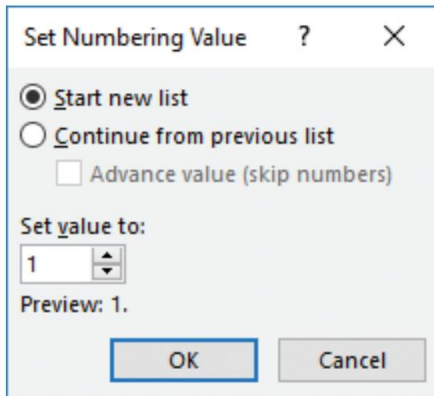 Set Numbering Value ? ×
Start new list
Continue from previous list
Advance value (skip numbers)
Set value to:
1
Preview: 1.
OK Cancel